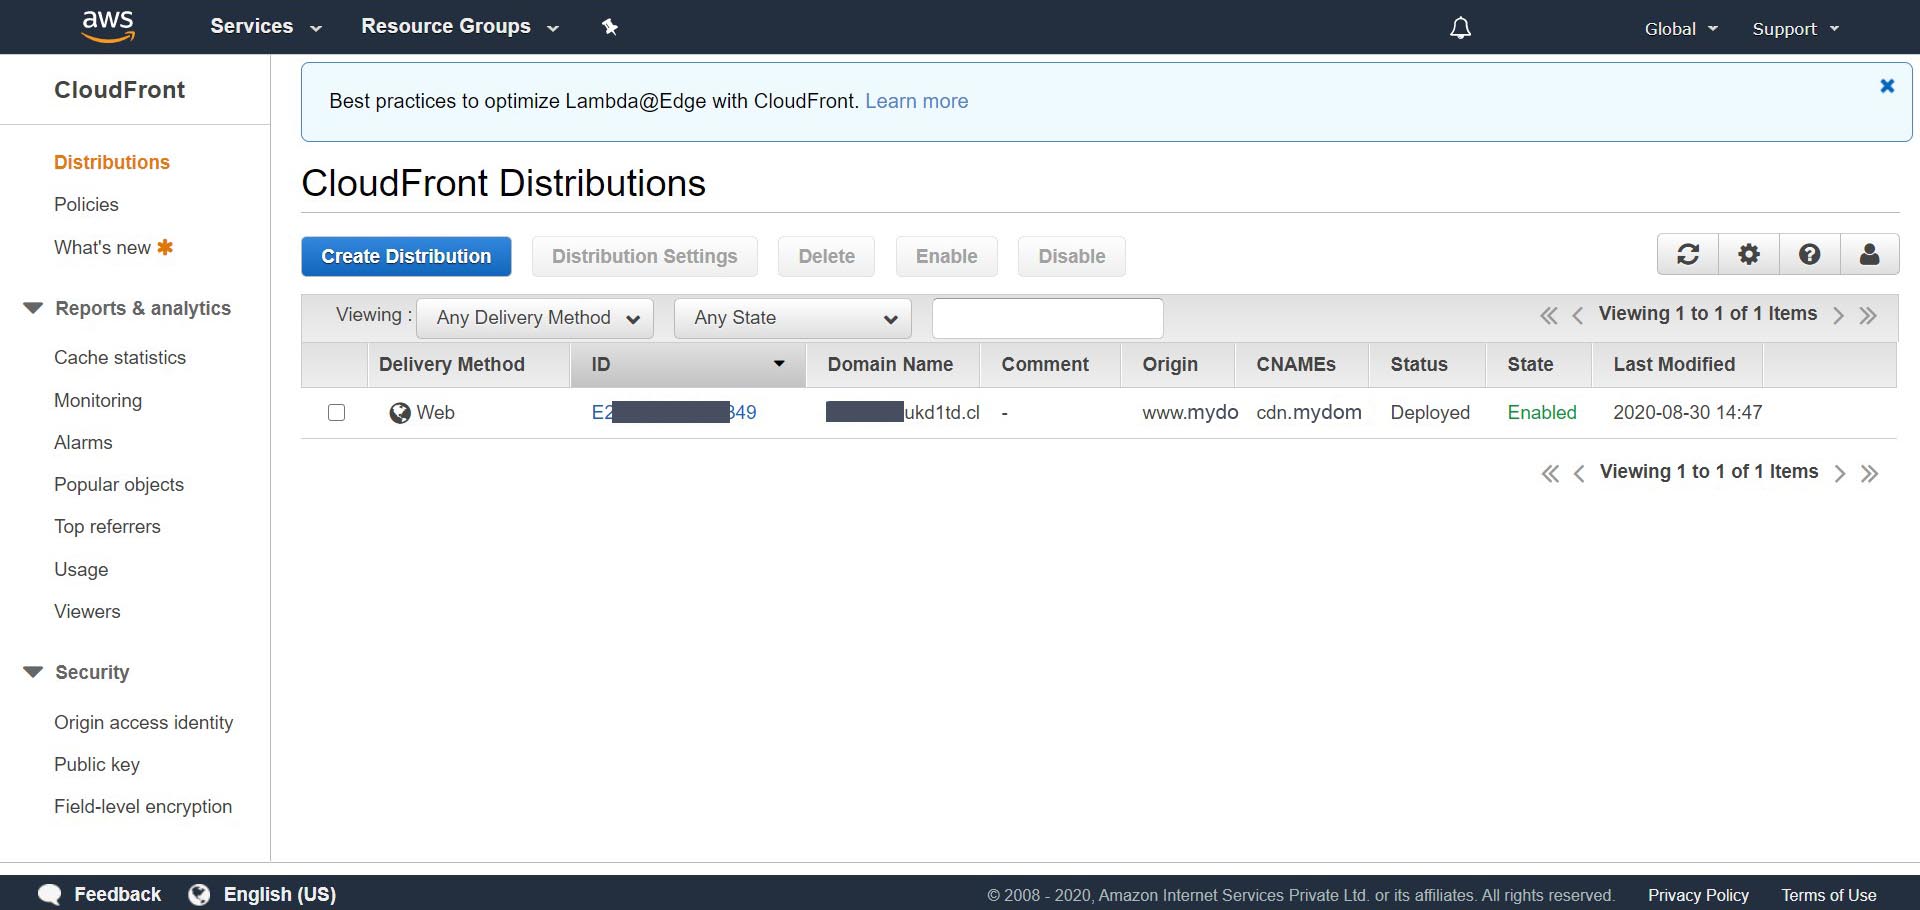 aws
Services
Resource Groups
Global
Support
CloudFront
Distributions
Policies
What's new
Reports & analytics
Cache statistics
Monitoring
Alarms
Popular objects
Top referrers
Usage
Viewers
Security
Origin access identity
Public key
Field-level encryption
Best practices to optimize Lambda@Edge with CloudFront. Learn more
CloudFront Distributions
Create Distribution
Distribution Settings
Delete
Enable
Disable
Viewing : Any Delivery Method Any State
Viewing 1 to 1 of 1 Items
Delivery Method ID Domain Name Comment Origin CNAMEs Status State Last Modified
Web E2 349 ukd1td.cl - www.mydo cdn.mydom Deployed Enabled 2020-08-30 14:47
Viewing 1 to 1 of 1 Items
Feedback
English (US)
© 2008 - 2020, Amazon Internet Services Private Ltd. or its affiliates. All rights reserved.
Privacy Policy
Terms of Use